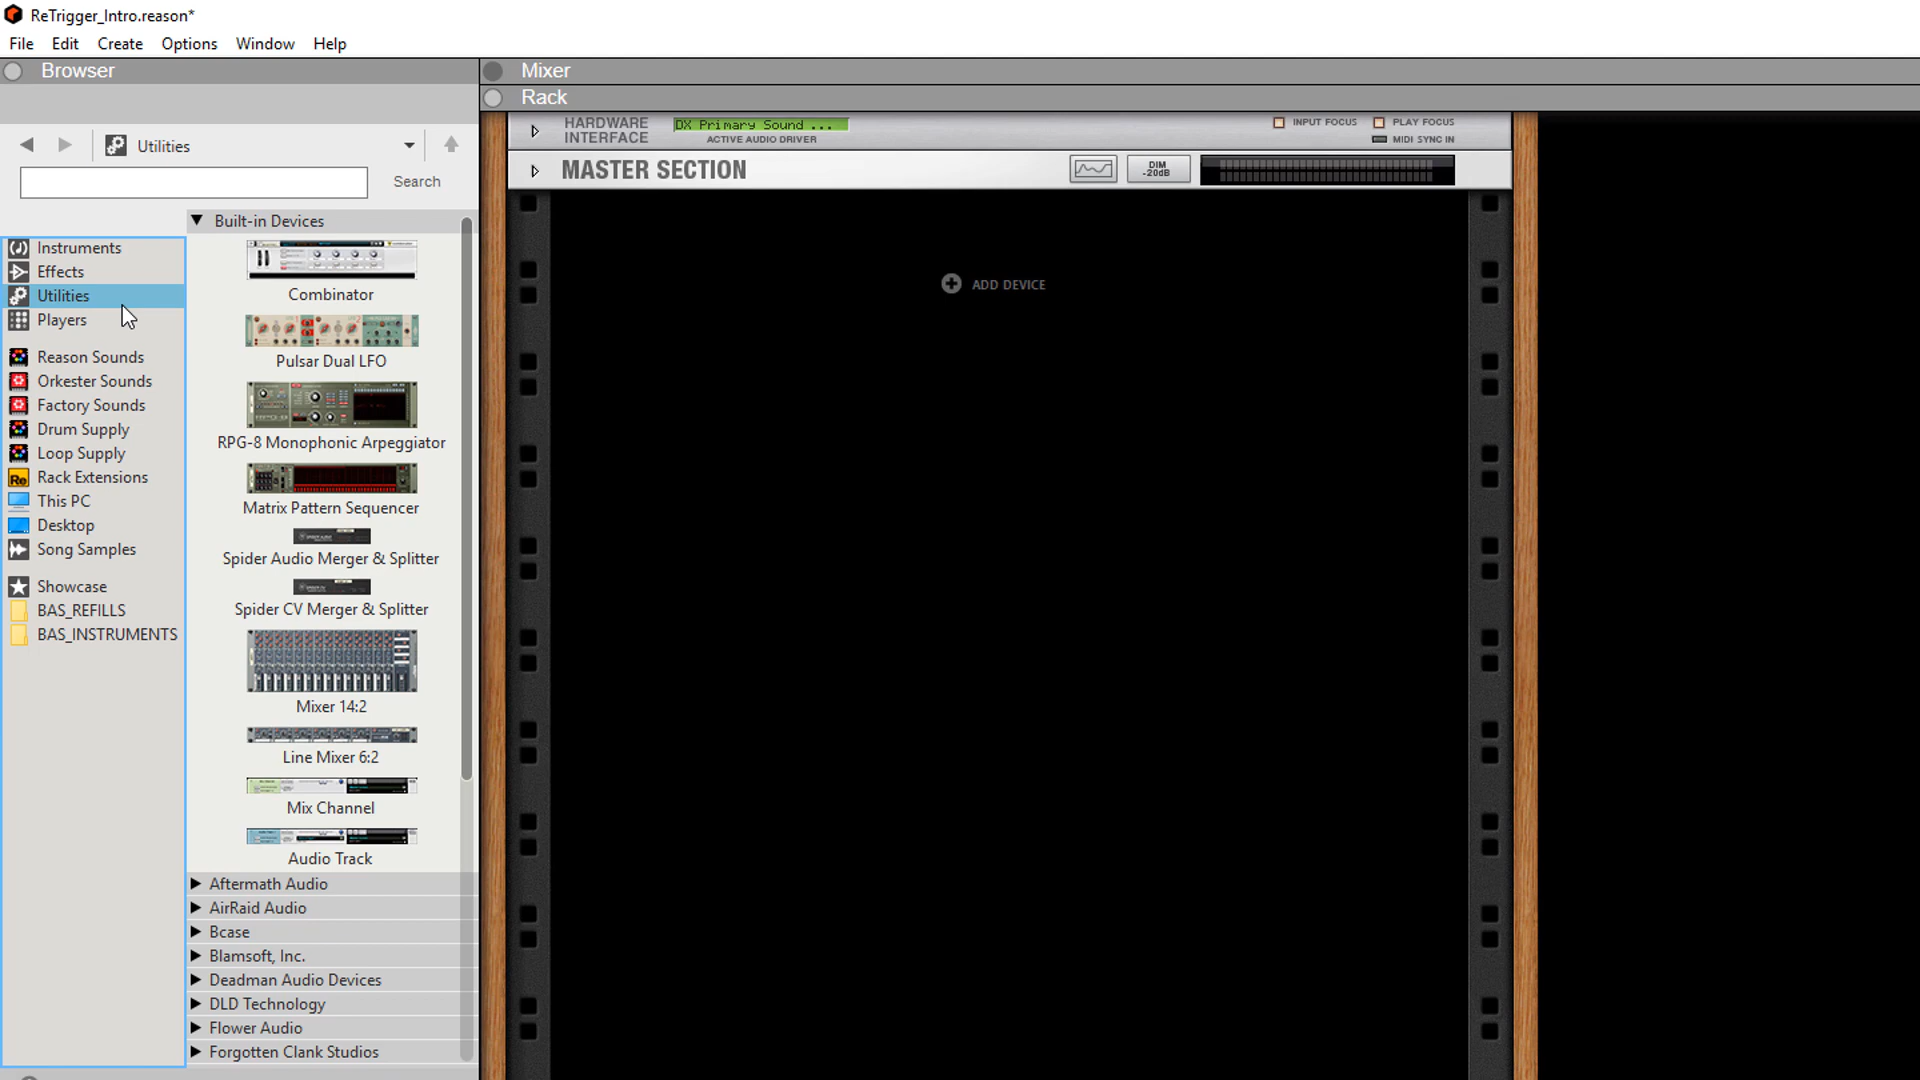 ReTrigger_Intro.reason*
File Edit Create Options Window Help
Browser
Mixer
Rack
HARDWARE
INTERFACE
DX Primary Sound ...
ACTIVE AUDIO DRIVER
INPUT FOCUS
PLAY FOCUS
MIDI SYNC IN
MASTER SECTION
DIM
-20dB
ADD DEVICE
Utilities
Search
Instruments
Effects
Utilities
Players
Reason Sounds
Orkester Sounds
Factory Sounds
Drum Supply
Loop Supply
Re Rack Extensions
This PC
Desktop
Song Samples
Showcase
BAS_REFILLS
BAS_INSTRUMENTS
Built-in Devices
Combinator
Pulsar Dual LFO
RPG-8 Monophonic Arpeggiator
Matrix Pattern Sequencer
Spider Audio Merger & Splitter
Spider CV Merger & Splitter
Mixer 14:2
Line Mixer 6:2
Mix Channel
Audio Track
Aftermath Audio
AirRaid Audio
Bcase
Blamsoft, Inc.
Deadman Audio Devices
DLD Technology
Flower Audio
Forgotten Clank Studios